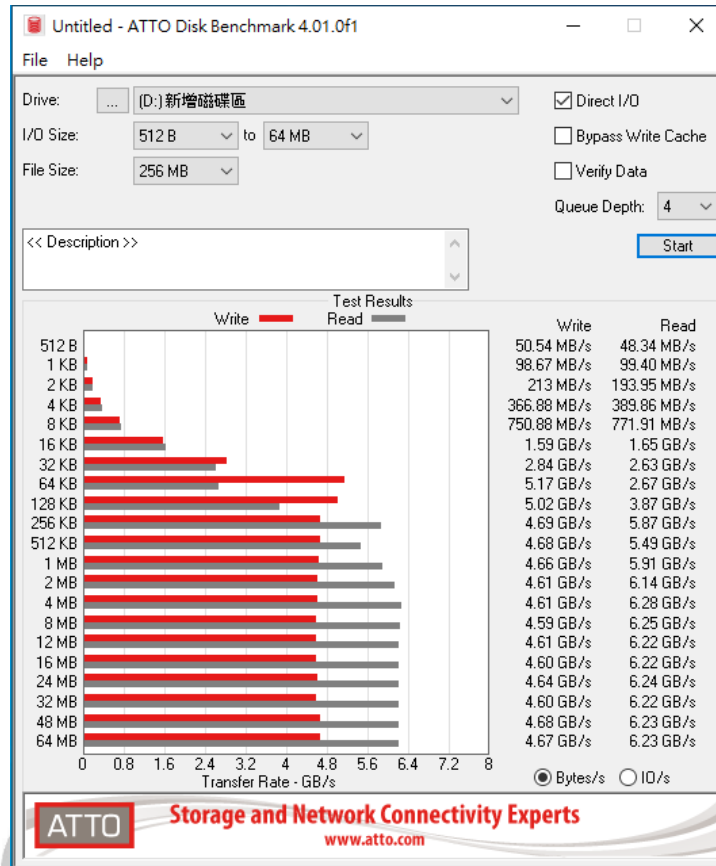 Untitled - ATTO Disk Benchmark 4.01.0f1
File Help
Drive: ... (D:)新增磁碟區
Direct I/O
I/O Size: 512 B to 64 MB
Bypass Write Cache
File Size: 256 MB
Verify Data
Queue Depth: 4
<< Description >>
Start
Test Results
Write Read
Write Read
512 B 50.54 MB/s 48.34 MB/s
1 KB 98.67 MB/s 99.40 MB/s
2 KB 213 MB/s 193.95 MB/s
4 KB 366.88 MB/s 389.86 MB/s
8 KB 750.88 MB/s 771.91 MB/s
16 KB 1.59 GB/s 1.65 GB/s
32 KB 2.84 GB/s 2.63 GB/s
64 KB 5.17 GB/s 2.67 GB/s
128 KB 5.02 GB/s 3.87 GB/s
256 KB 4.69 GB/s 5.87 GB/s
512 KB 4.68 GB/s 5.49 GB/s
1 MB 4.66 GB/s 5.91 GB/s
2 MB 4.61 GB/s 6.14 GB/s
4 MB 4.61 GB/s 6.28 GB/s
8 MB 4.59 GB/s 6.25 GB/s
12 MB 4.61 GB/s 6.22 GB/s
16 MB 4.60 GB/s 6.22 GB/s
24 MB 4.64 GB/s 6.24 GB/s
32 MB 4.60 GB/s 6.22 GB/s
48 MB 4.68 GB/s 6.23 GB/s
64 MB 4.67 GB/s 6.23 GB/s
0 0.8 1.6 2.4 3.2 4 4.8 5.6 6.4 7.2 8
Transfer Rate - GB/s
Bytes/s IO/s
ATTO
Storage and Network Connectivity Experts
www.atto.com